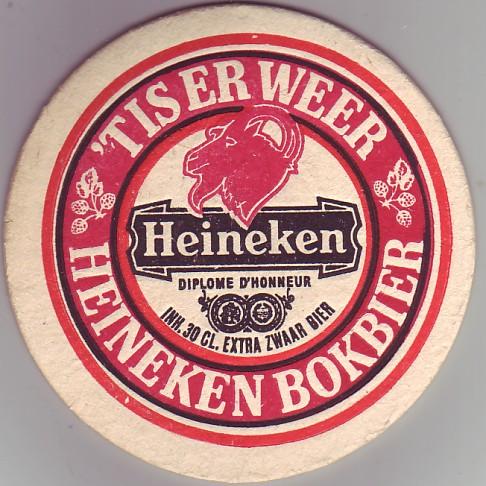 'TIS ER WEER
Heineken
DIPLOME D'HONNEUR
INH. 30 CL. EXTRA ZWAAR BIER
HEINEKEN BOKBIER